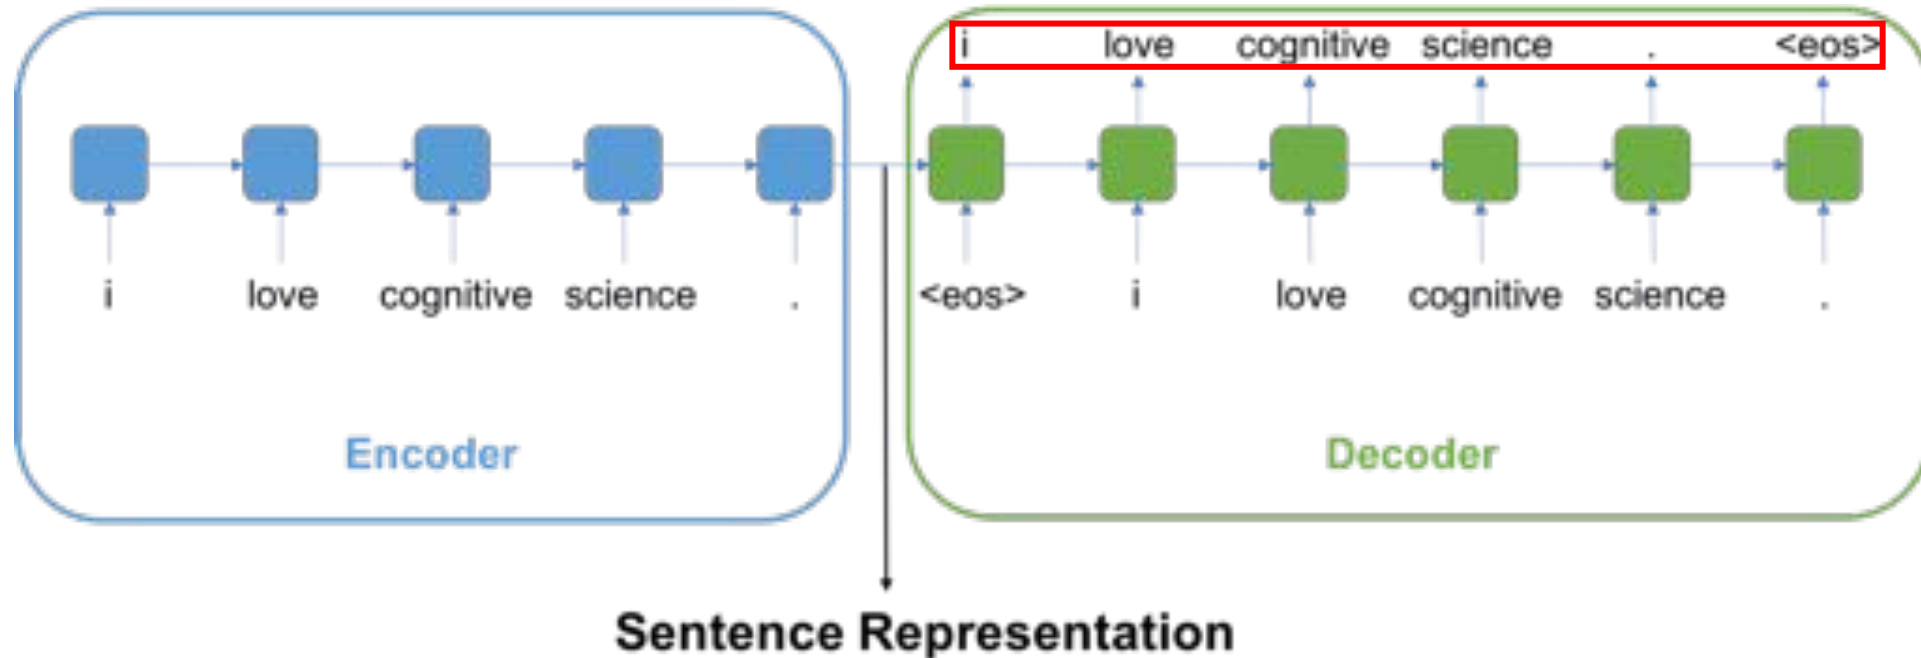 i love cognitive science . <eos>
i love cognitive science . <eos> i love cognitive science .
Encoder Decoder
Sentence Representation